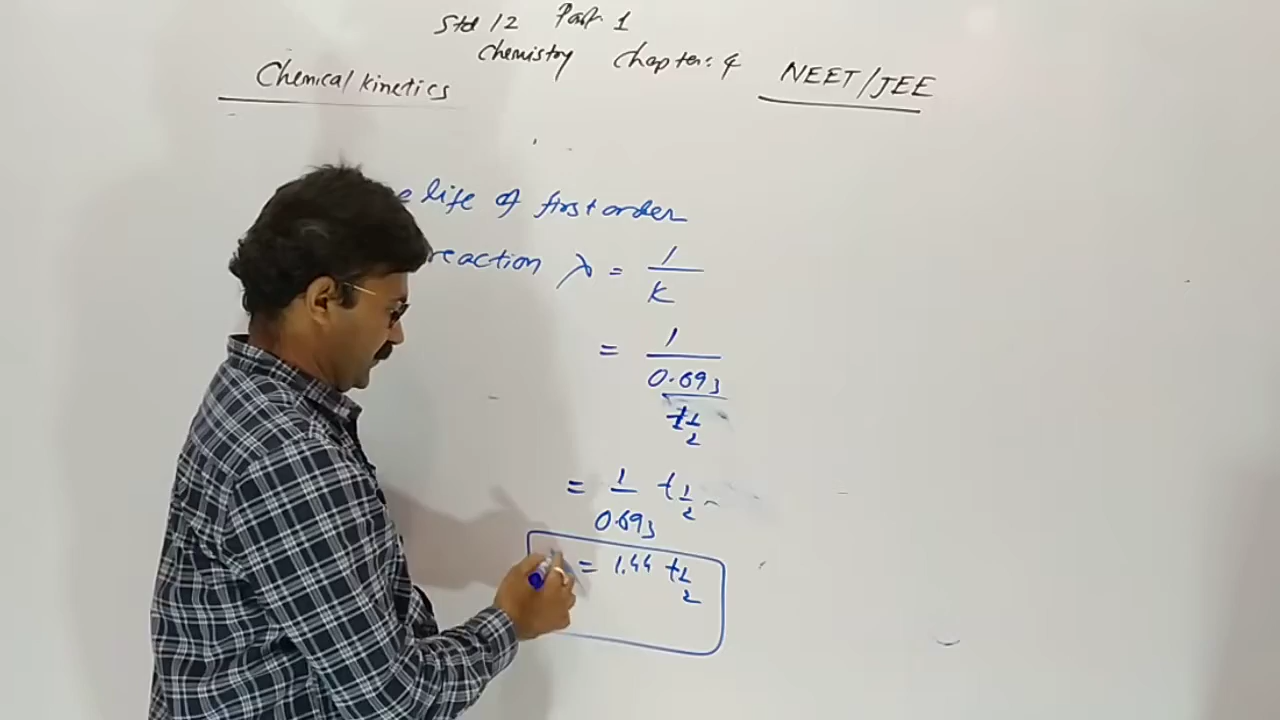 Std 12 Part 1
Chemistry Chapter: 4
Chemical kinetics
NEET/JEE
life of first order
reaction λ = 1/K
= 1/(0.693/t1/2)
= 1/0.693 t1/2
= 1.44 t1/2